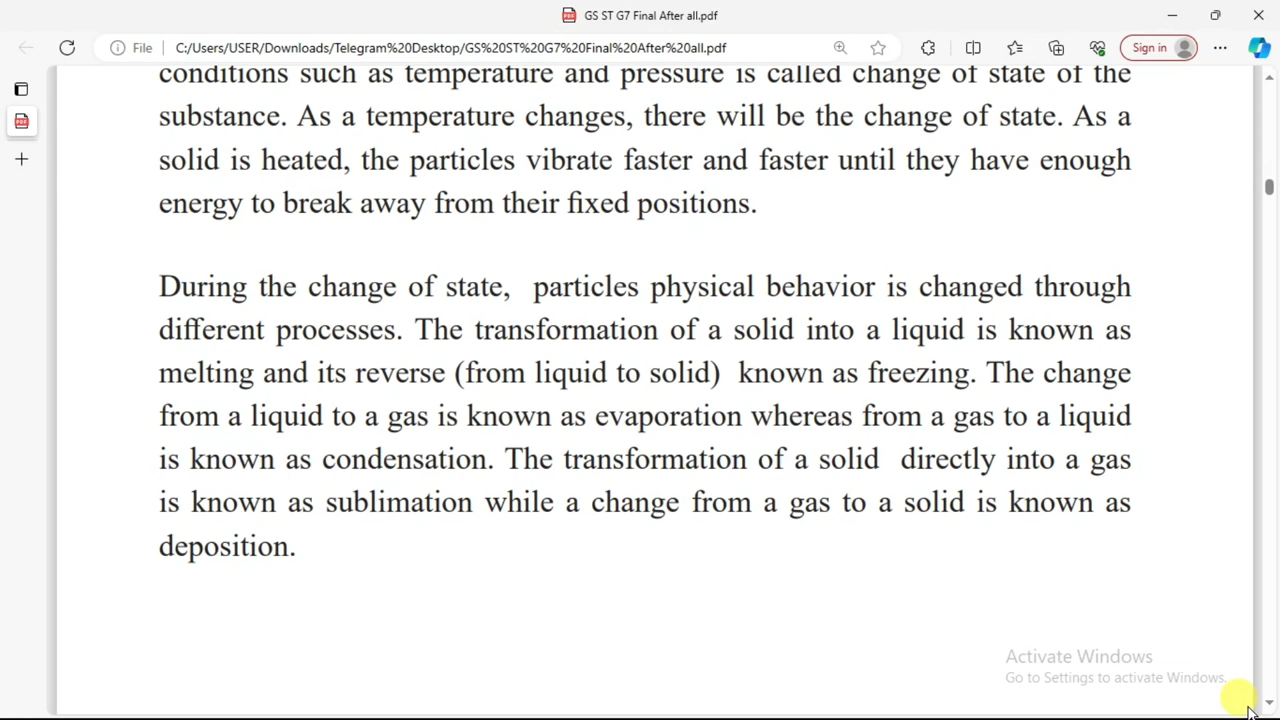 GS ST G7 Final After all.pdf
File
C:/Users/USER/Downloads/Telegram%20Desktop/GS%20ST%20G7%20Final%20After%20all.pdf
Sign in
conditions such as temperature and pressure is called change of state of the
substance. As a temperature changes, there will be the change of state. As a
solid is heated, the particles vibrate faster and faster until they have enough
energy to break away from their fixed positions.
During the change of state, particles physical behavior is changed through
different processes. The transformation of a solid into a liquid is known as
melting and its reverse (from liquid to solid) known as freezing. The change
from a liquid to a gas is known as evaporation whereas from a gas to a liquid
is known as condensation. The transformation of a solid directly into a gas
is known as sublimation while a change from a gas to a solid is known as
deposition.
Activate Windows
Go to Settings to activate Windows.